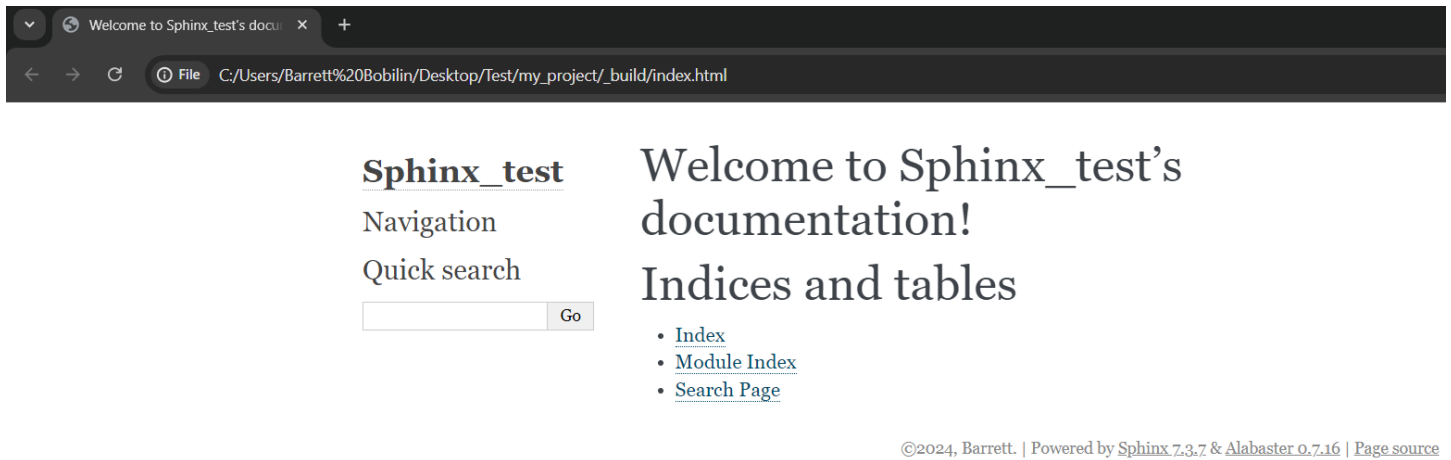 Welcome to Sphinx_test's docu
File C:/Users/Barrett%20Bobilin/Desktop/Test/my_project/_build/index.html
Sphinx_test
Navigation
Quick search
Go
Welcome to Sphinx_test’s
documentation!
Indices and tables
• Index
• Module Index
• Search Page
©2024, Barrett. | Powered by Sphinx 7.3.7 & Alabaster 0.7.16 | Page source